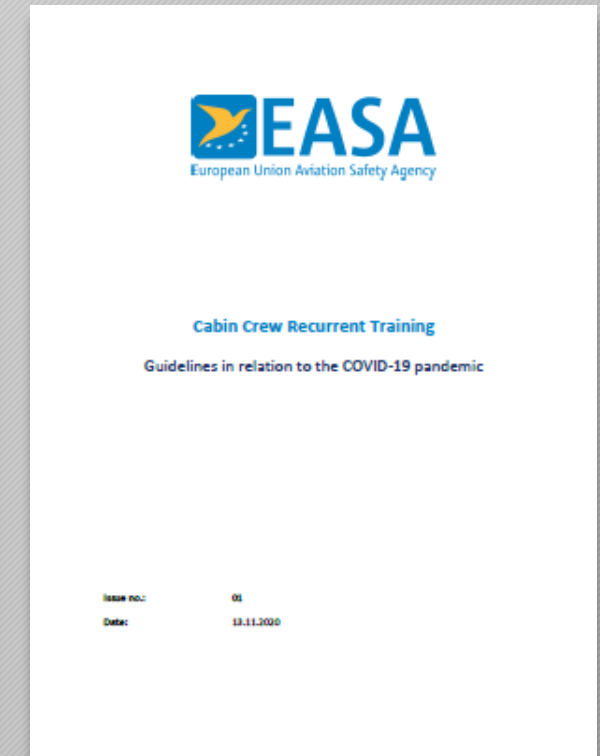 EASA
European Union Aviation Safety Agency
Cabin Crew Recurrent Training
Guidelines in relation to the COVID-19 pandemic
Issue no.: 01
Date: 13.11.2020